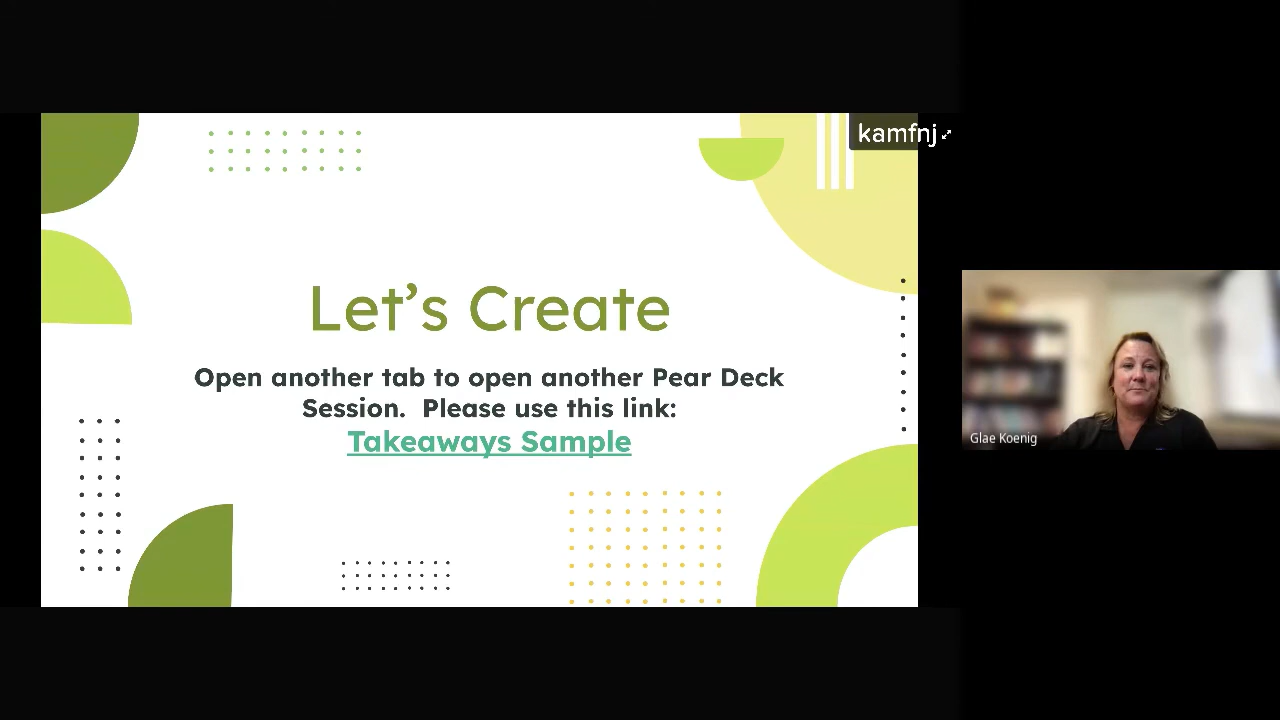 kamfnj
Let’s Create
Open another tab to open another Pear Deck
Session.  Please use this link:
Takeaways Sample
Glae Koenig